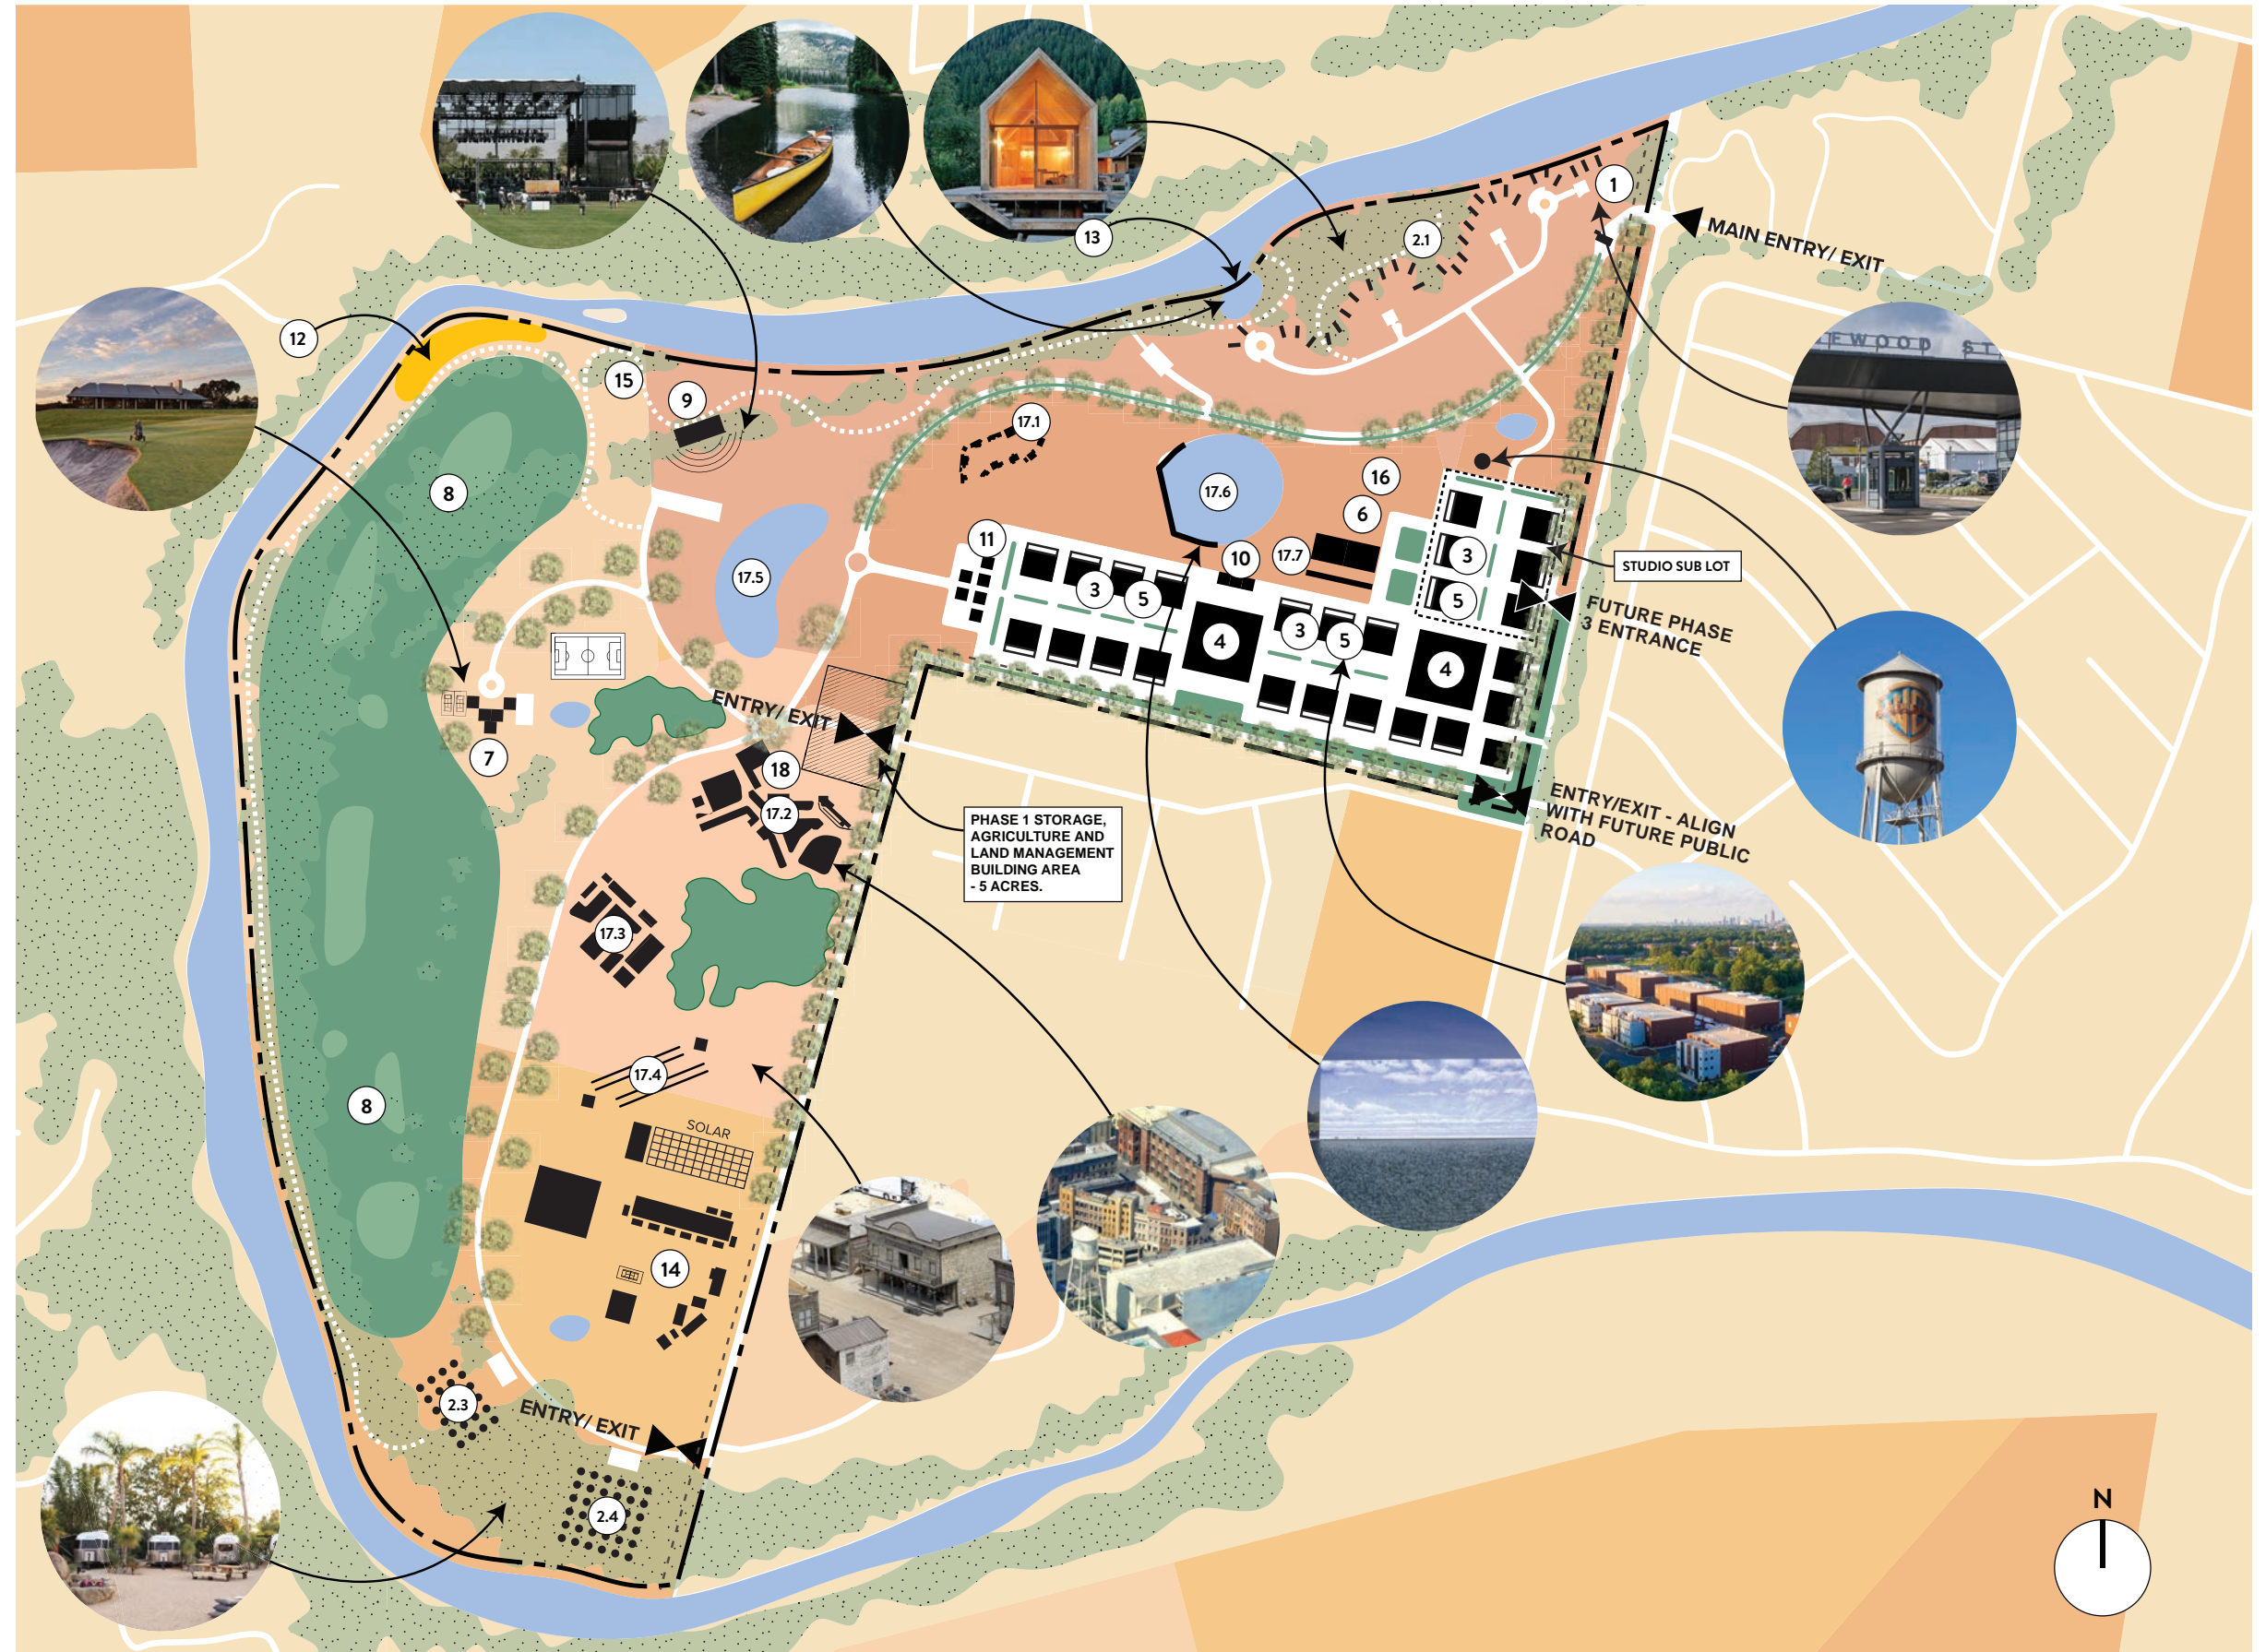 EWOOD ST
1
MAIN ENTRY/ EXIT
2.1
13
12
15
9
17.1
8
16
17.6
6
11
10
17.7
3
STUDIO SUB LOT
17.5
3
5
5
FUTURE PHASE
3 ENTRANCE
3
5
4
4
ENTRY/ EXIT
7
18
17.2
ENTRY/EXIT - ALIGN
WITH FUTURE PUBLIC
ROAD
PHASE 1 STORAGE,
AGRICULTURE AND
LAND MANAGEMENT
BUILDING AREA
- 5 ACRES.
17.3
17.4
8
SOLAR
14
2.3
ENTRY/ EXIT
2.4
N